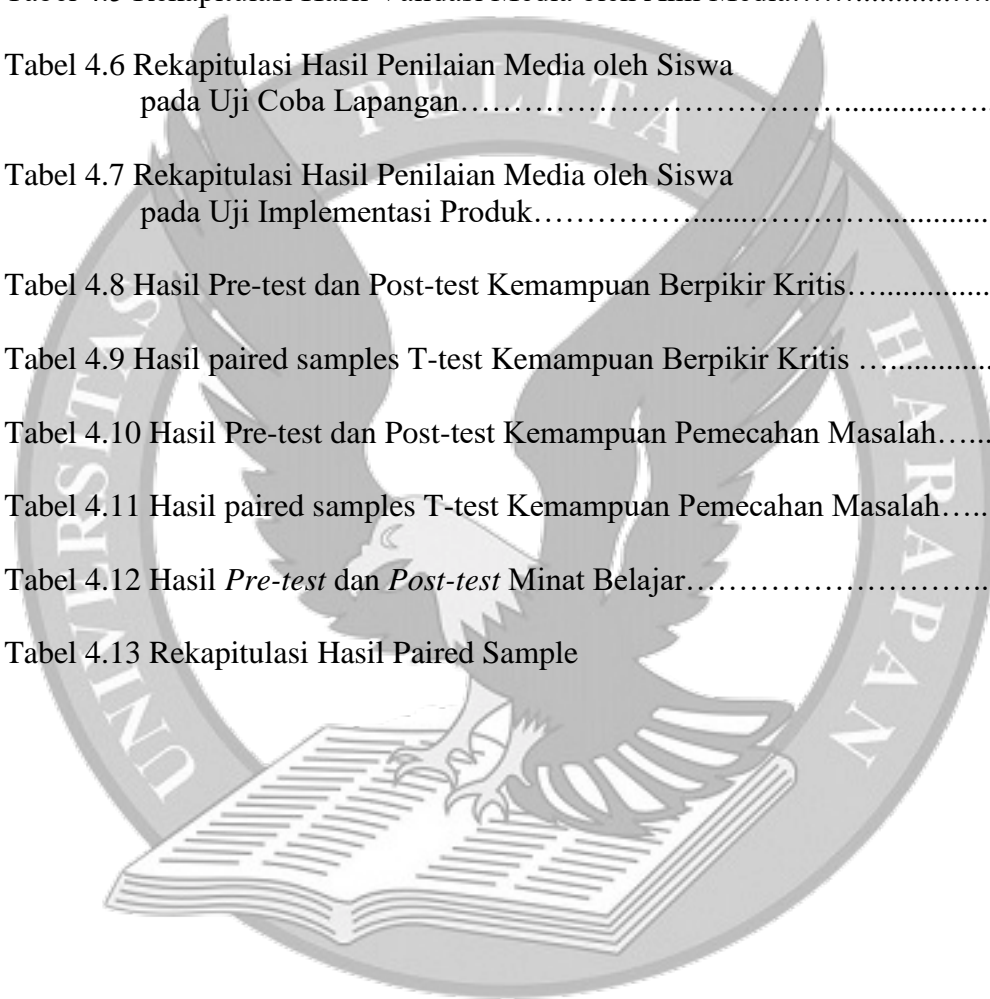 Tabel 4.6 Rekapitulasi Hasil Penilaian Media oleh Siswa
pada Uji Coba Lapangan……………………………………............…..
Tabel 4.7 Rekapitulasi Hasil Penilaian Media oleh Siswa
pada Uji Implementasi Produk……………......……………..............
Tabel 4.8 Hasil Pre-test dan Post-test Kemampuan Berpikir Kritis…..............
Tabel 4.9 Hasil paired samples T-test Kemampuan Berpikir Kritis …............
Tabel 4.10 Hasil Pre-test dan Post-test Kemampuan Pemecahan Masalah…...
Tabel 4.11 Hasil paired samples T-test Kemampuan Pemecahan Masalah…..
Tabel 4.12 Hasil Pre-test dan Post-test Minat Belajar…………………………..
Tabel 4.13 Rekapitulasi Hasil Paired Sample
UNIVERSITAS PELITA HARAPAN